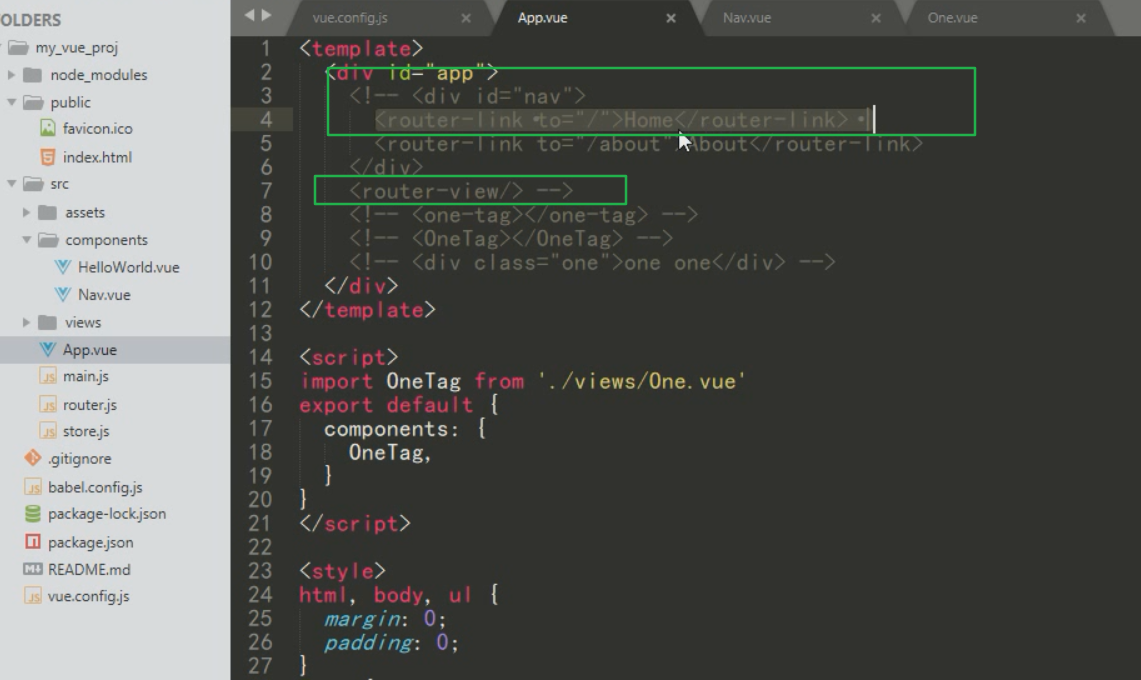 OLDERS
my_vue_proj
node_modules
public
favicon.ico
index.html
src
assets
components
HelloWorld.vue
Nav.vue
views
App.vue
main.js
router.js
store.js
.gitignore
babel.config.js
package-lock.json
package.json
README.md
vue.config.js
vue.config.js × App.vue × Nav.vue × One.vue ×
1 <template>
2 <div id="app">
3 <!-- <div id="nav">
4 <router-link to="/">Home</router-link> |
5 <router-link to="/about">About</router-link>
6 </div>
7 <router-view/> -->
8 <!-- <one-tag></one-tag> -->
9 <!-- <OneTag></OneTag> -->
10 <!-- <div class="one">one one</div> -->
11 </div>
12 </template>
13
14 <script>
15 import OneTag from './views/One.vue'
16 export default {
17 components: {
18 OneTag,
19 }
20 }
21 </script>
22
23 <style>
24 html, body, ul {
25 margin: 0;
26 padding: 0;
27 }